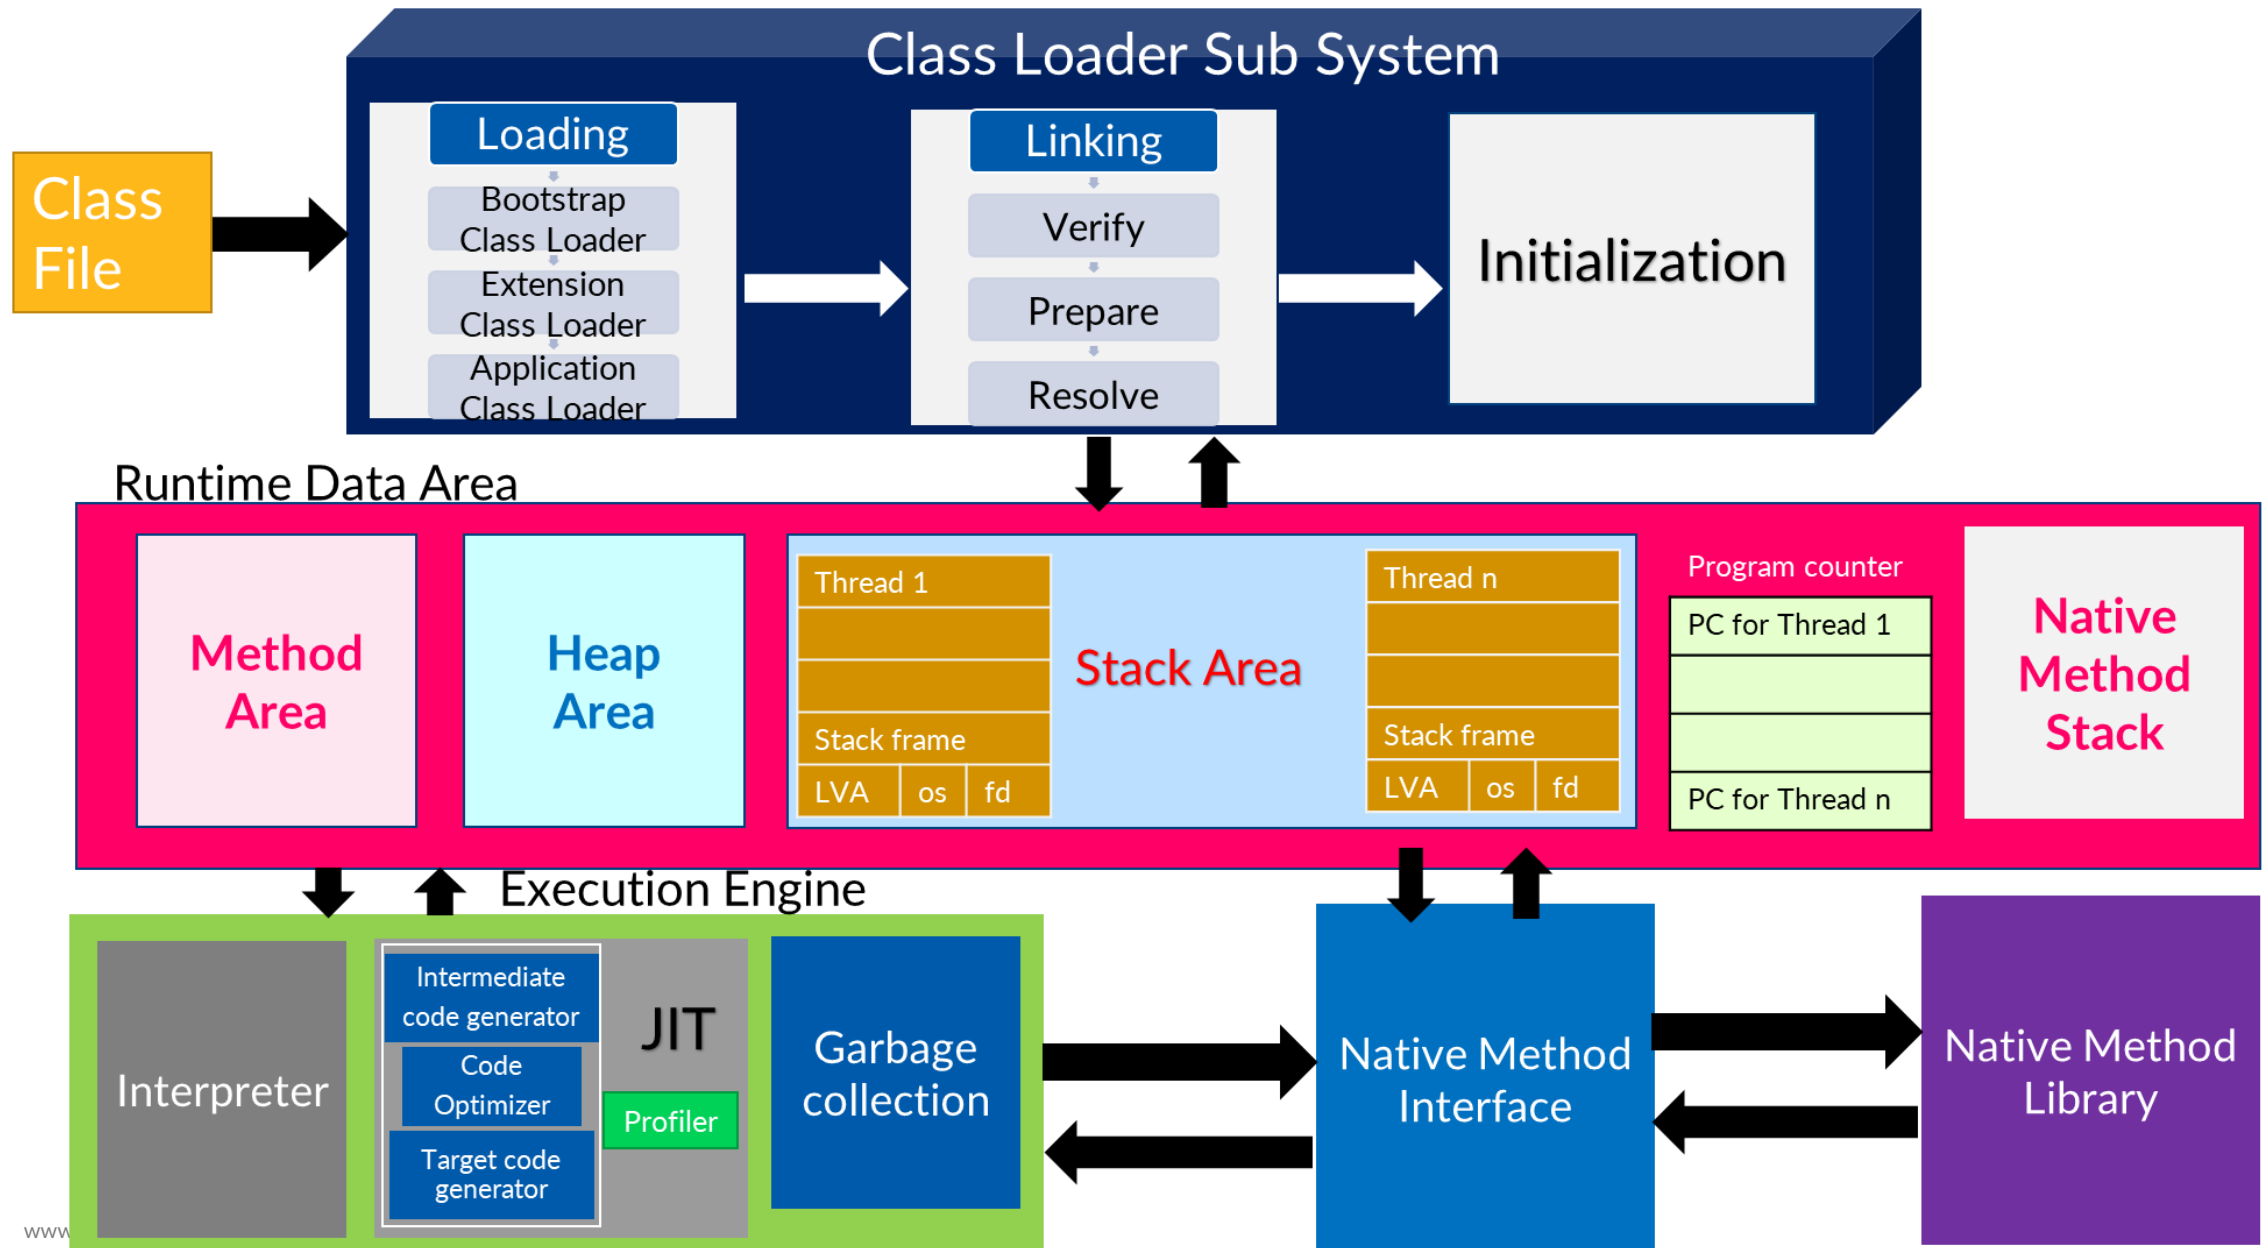 Class Loader Sub System
Class
File
Loading
Bootstrap
Class Loader
Extension
Class Loader
Application
Class Loader
Linking
Verify
Prepare
Resolve
Initialization
Runtime Data Area
Method
Area
Heap
Area
Thread 1
Stack frame
LVA os fd
Stack Area
Thread n
Stack frame
LVA os fd
Program counter
PC for Thread 1
PC for Thread n
Native
Method
Stack
Execution Engine
Interpreter
Intermediate
code generator
Code
Optimizer
Target code
generator
JIT
Profiler
Garbage
collection
Native Method
Interface
Native Method
Library